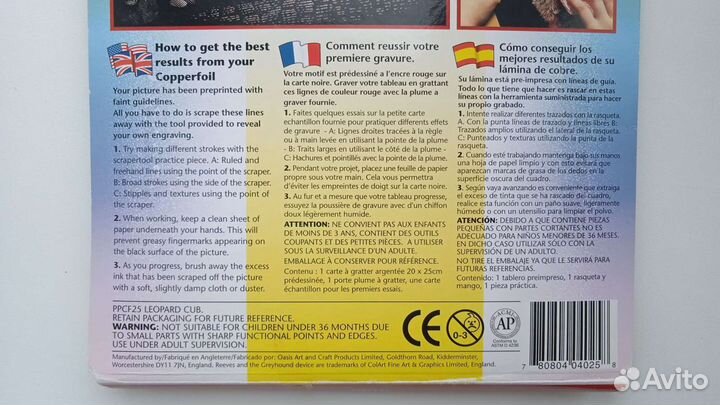 How to get the best
results from your
Copperfoil
Your picture has been preprinted with
faint guidelines.
All you have to do is scrape these lines
away with the tool provided to reveal
your own engraving.
1. Try making different strokes with the
scrapertool practice piece. A: Ruled and
freehand lines using the point of the scraper.
B: Broad strokes using the side of the scraper.
C: Stipples and textures using the point of
the scraper.
2. When working, keep a clean sheet of
paper underneath your hands. This will
prevent greasy fingermarks appearing on
the black surface of the picture.
3. As you progress, brush away the excess
ink that has been scraped off the picture
with a soft, slightly damp cloth or duster.
Comment reussir votre
premiere gravure.
Votre motif est prédessiné a l'encre rouge sur
la carte noire. Graver votre tableau en grattant
ces lignes de couleur rouge avec la plume a
graver fournie.
1. Faites quelques essais sur la petite carte
echantillon fournie pour pratiquer différents effets
de gravure - A: Lignes droites tracées à la règle
ou à main levée en utilisant la pointe de la plume
- B: Traits larges en utilisant le côté de la plume -
C: Hachures et pointillés avec la pointe de la plume.
2. Pendant votre projet, placez une feuille de papier
propre sous votre main. Cela vous permettra
d'éviter les empreintes de doigt sur la carte noire.
3. Au fur et a mesure que votre tableau progresse,
essuyez la poussière de gravure avec d'un chiffon
doux légèrement humide.
ATTENTION: NE CONVIENT PAS AUX ENFANTS
DE MOINS DE 3 ANS, CONTIENT DES OUTILS
COUPANTS ET DES PETITES PIÈCES. A UTILISER
SOUS LA SURVEILLANCE D'UN ADULTE.
EMBALLAGE À CONSERVER POUR RÉFÉRENCE.
Contenu : 1 carte à gratter argentée 20 x 25cm
prédessinée, 1 porte plume à gratter, une carte
échantillon pour les premiers essais.
Cómo conseguir los
mejores resultados de su
lámina de cobre.
Su lámina está pre-impresa con líneas de guía.
Todo lo que tiene que hacer es rascar en estas
líneas con la herramienta suministrada para hacer
su propio grabado.
1. Intente realizar diferentes trazados con la rasqueta.
A. Con la punta líneas de trazado y líneas libres B:
Trazados amplios utilizando el lateral de la rasqueta.
C: Punteados y texturas utilizando la punta de la
rasqueta.
2. Cuando esté trabajando mantenga bajo sus manos
una hoja de papel limpio y con esto evitará que
aparezcan marcas de grasa de los dedos en la
superficie oscura del cuadro.
3. Según vaya avanzando es conveniente que extraiga
el exceso de tinta que se ha rascado del cuadro,
realice esta función con un paño suave, ligeramente
húmedo o con un utensilio para limpiar el polvo.
ATENCIÓN: DEBIDO A QUE CONTIENE PIEZAS
PEQUEÑAS CON PARTES CORTANTES NO ES
ADECUADO PARA NIÑOS MENORES DE 36 MESES.
EN DICHO CASO UTILIZAR SÓLO CON LA
SUPERVISIÓN DE UN ADULTO.
NO TIRE EL EMBALAJE YA QUE LE SERVIRÁ PARA
FUTURAS REFERENCIAS.
Contenido: 1 tablero preimpreso, 1 rasqueta y
mango, 1 pieza práctica.
PPCF25 LEOPARD CUB.
RETAIN PACKAGING FOR FUTURE REFERENCE.
WARNING: NOT SUITABLE FOR CHILDREN UNDER 36 MONTHS DUE
TO SMALL PARTS WITH SHARP FUNCTIONAL POINTS AND EDGES.
USE UNDER ADULT SUPERVISION.
Manufactured by/Fabriqué en Angleterre/Fabricado por: Oasis Art and Craft Products Limited, Goldthorn Road, Kidderminster,
Worcestershire DY11 7JN, England. Reeves and the Greyhound device are trademarks of ColArt Fine Art & Graphics Limited, England.
CE
0-3
ACMI
AP
Conforms to
ASTM D 4236
7 80804 04025 8
Avito